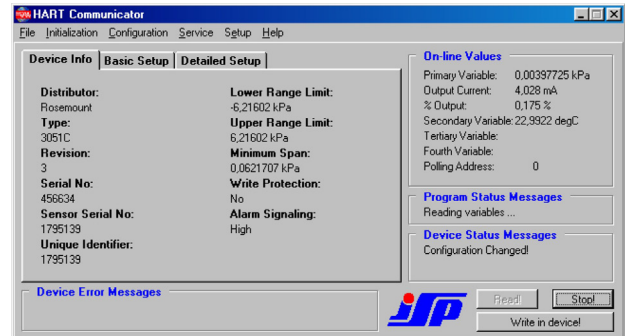 HART Communicator
File Initialization Configuration Service Setup Help
Device Info Basic Setup Detailed Setup
Distributor:
Rosemount
Type:
3051C
Revision:
3
Serial No:
456634
Sensor Serial No:
1795139
Unique Identifier:
1795139
Lower Range Limit:
-6,21602 kPa
Upper Range Limit:
6,21602 kPa
Minimum Span:
0,0621707 kPa
Write Protection:
No
Alarm Signaling:
High
On-line Values
Primary Variable: 0,00397725 kPa
Output Current: 4,028 mA
% Output: 0,175 %
Secondary Variable: 22,9922 degC
Tertiary Variable:
Fourth Variable:
Polling Address: 0
Program Status Messages
Reading variables ...
Device Status Messages
Configuration Changed!
Device Error Messages
JSP
Read! Stop!
Write in device!